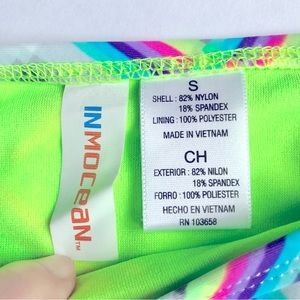 INMOCEAN™
S
SHELL : 82% NYLON
18% SPANDEX
LINING : 100% POLYESTER
MADE IN VIETNAM
CH
EXTERIOR : 82% NILON
18% SPANDEX
FORRO : 100% POLIESTER
HECHO EN VIETNAM
RN 103658